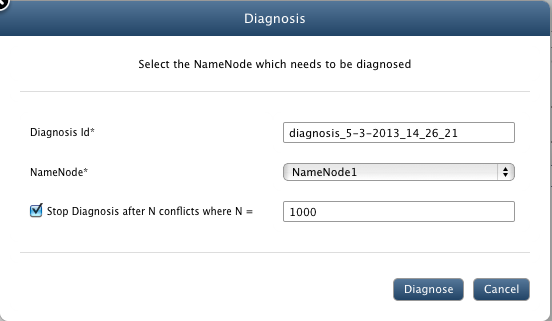 Diagnosis
Select the NameNode which needs to be diagnosed
Diagnosis Id* diagnosis_5-3-2013_14_26_21
NameNode* NameNode1
Stop Diagnosis after N conflicts where N = 1000
Diagnose Cancel